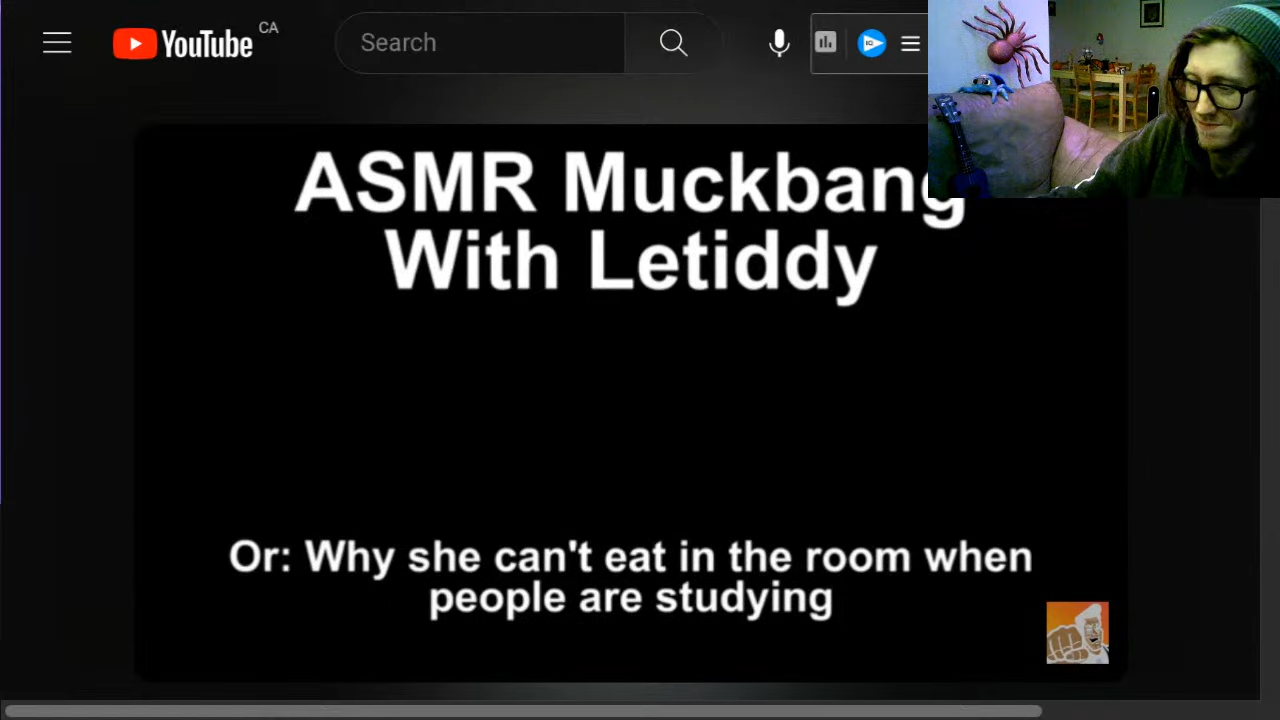 YouTube CA
Search
ASMR Muckbang
With Letiddy
Or: Why she can't eat in the room when
people are studying